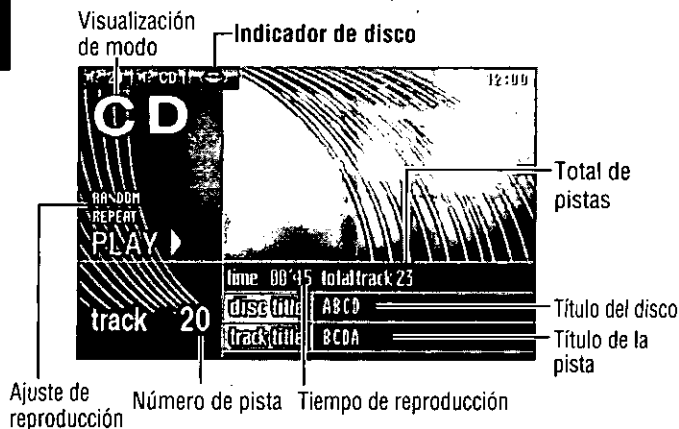 Visualización
de modo
Indicador de disco
CD
12:00
RANDOM
REPEAT
PLAY
Total de
pistas
time 00'45 total track 23
disc title ABCD
track 20
track title BCDA
Título del disco
Título de la
pista
Ajuste de
reproducción
Número de pista
Tiempo de reproducción